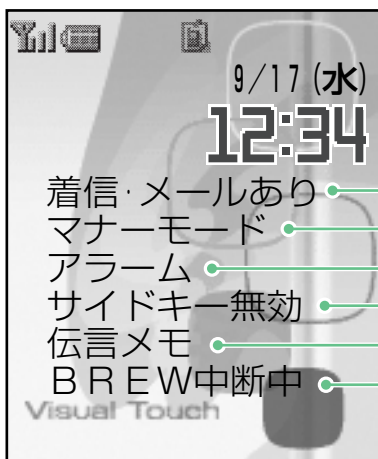 9/17(水)
12:34
着信·メールあり
マナーモード
アラーム
サイドキー無効
伝言メモ
ＢＲＥＷ中断中
Visual Touch